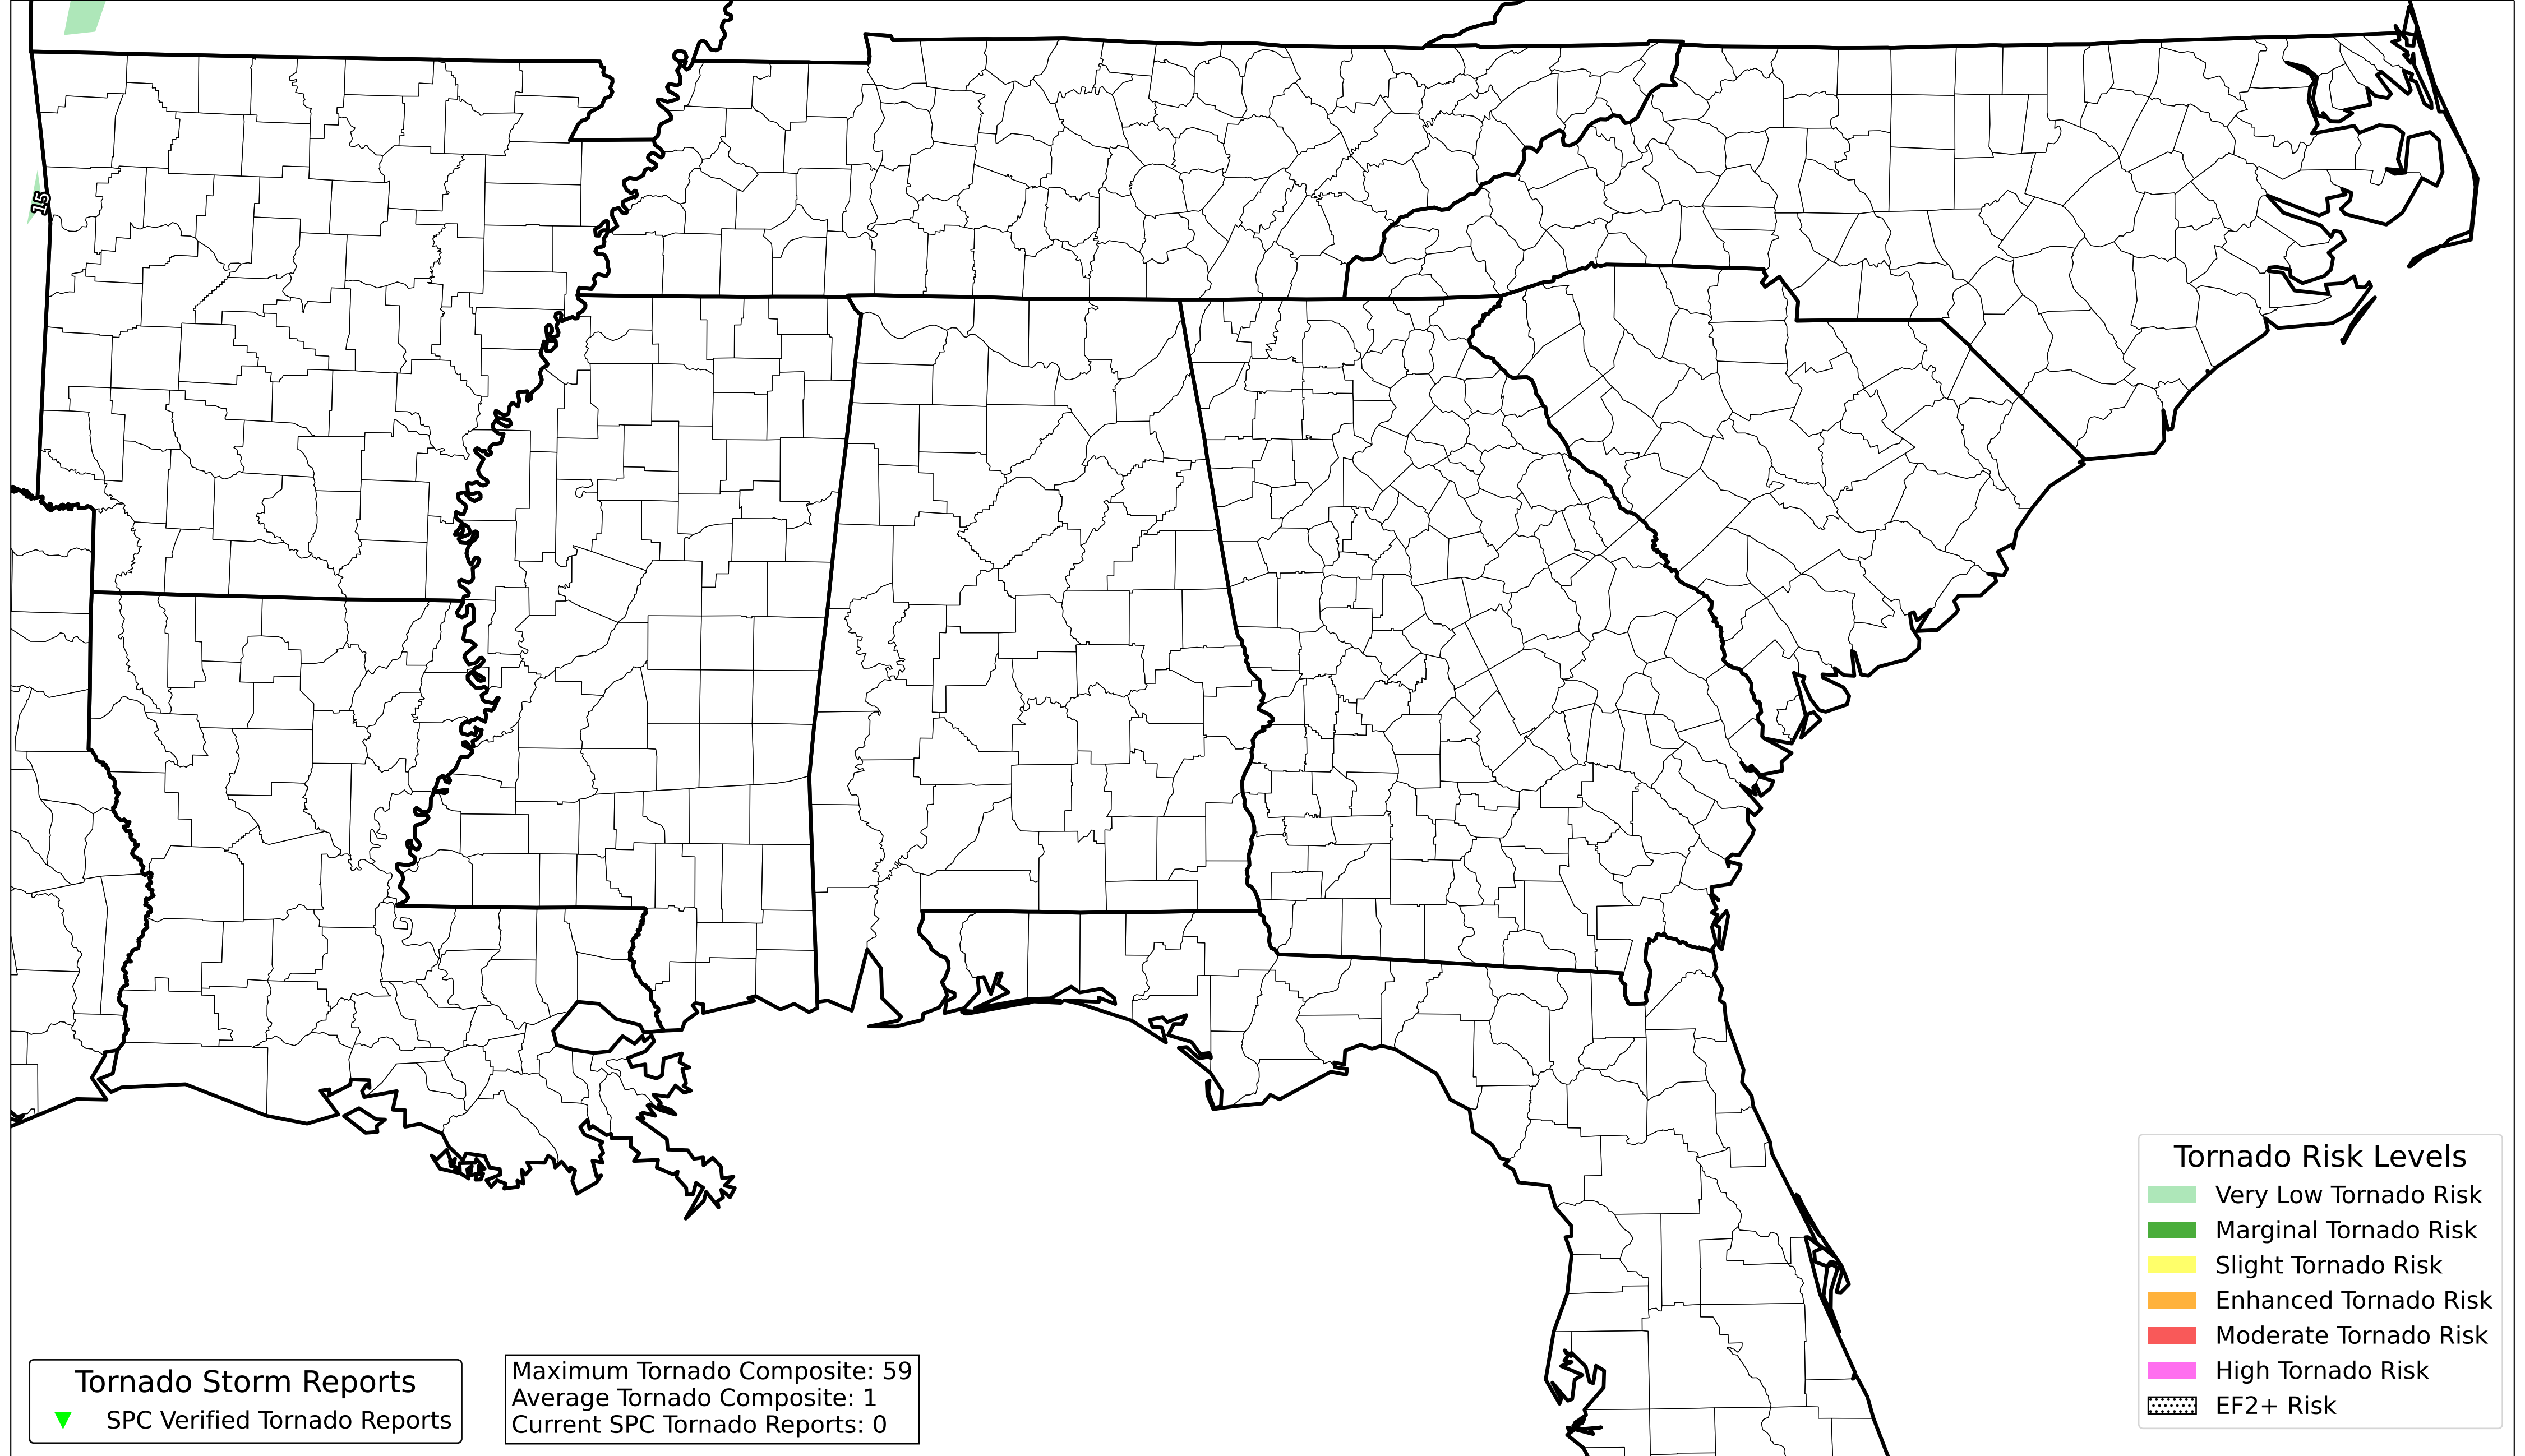 15
Tornado Storm Reports
SPC Verified Tornado Reports
Maximum Tornado Composite: 59
Average Tornado Composite: 1
Current SPC Tornado Reports: 0
Tornado Risk Levels
Very Low Tornado Risk
Marginal Tornado Risk
Slight Tornado Risk
Enhanced Tornado Risk
Moderate Tornado Risk
High Tornado Risk
EF2+ Risk